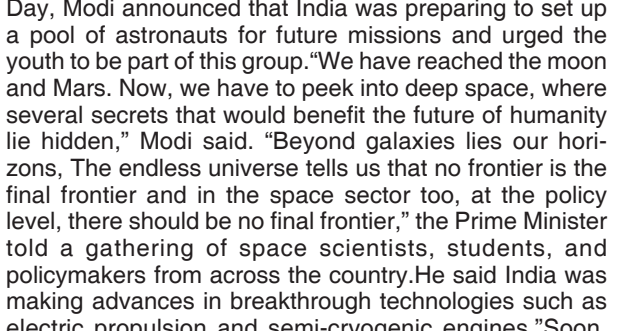 Day, Modi announced that India was preparing to set up
a pool of astronauts for future missions and urged the
youth to be part of this group.“We have reached the moon
and Mars. Now, we have to peek into deep space, where
several secrets that would benefit the future of humanity
lie hidden,” Modi said. “Beyond galaxies lies our hori-
zons, The endless universe tells us that no frontier is the
final frontier and in the space sector too, at the policy
level, there should be no final frontier,” the Prime Minister
told a gathering of space scientists, students, and
policymakers from across the country.He said India was
making advances in breakthrough technologies such as
electric propulsion and semi-cryogenic engines.”Soon,